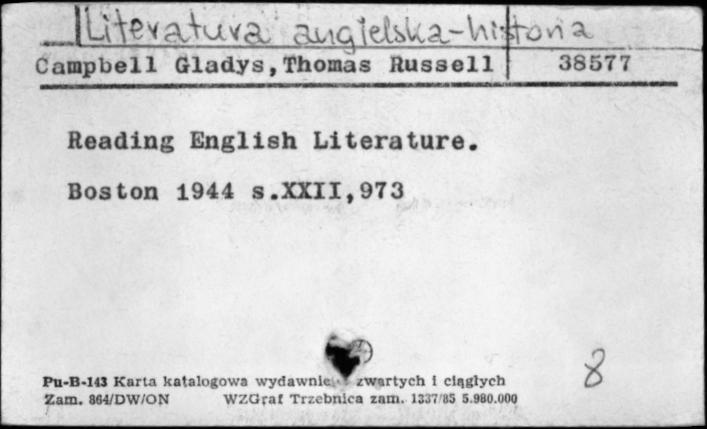 Literatura angielska-historia
Campbell Gladys,Thomas Russell 38577
Reading English Literature.
Boston 1944 s.XXII,973
8
Pu-B-143 Karta katalogowa wydawnic zwartych i ciągłych
Zam. 864/DW/ON WZGraf Trzebnica zam. 1337/85 5.980.000